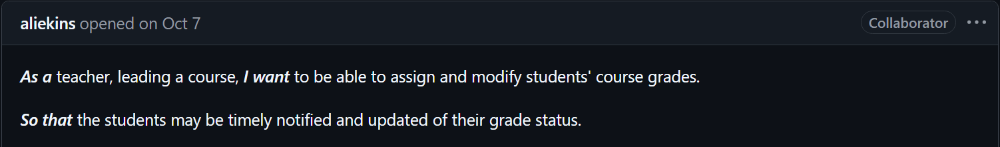 aliekins opened on Oct 7
Collaborator
As a teacher, leading a course, I want to be able to assign and modify students' course grades.
So that the students may be timely notified and updated of their grade status.